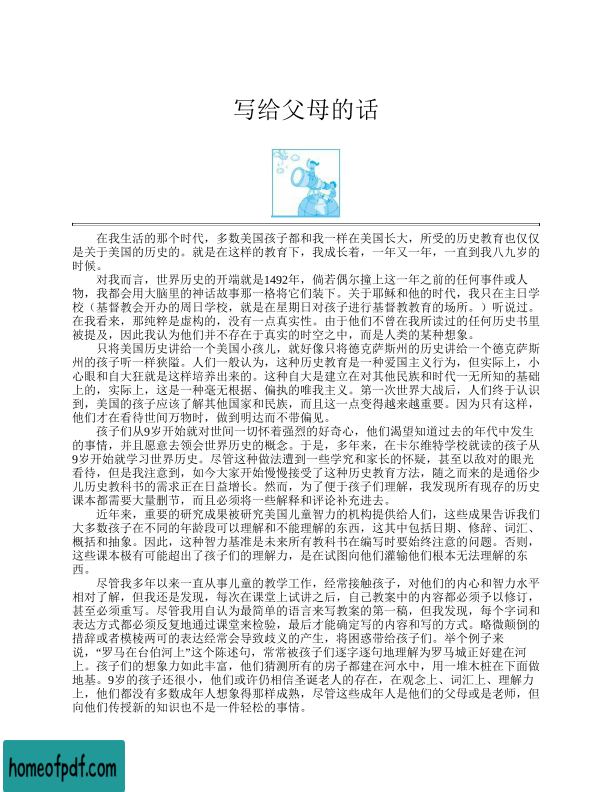 写给父母的话
在我生活的那个时代，多数美国孩子都和我一样在美国长大，所受的历史教育也仅仅
是关于美国的历史的。就是在这样的教育下，我成长着，一年又一年，一直到我八九岁的
时候。
对我而言，世界历史的开端就是1492年，倘若偶尔撞上这一年之前的任何事件或人
物，我都会用大脑里的神话故事那一格将它们装下。关于耶稣和他的时代，我只在主日学
校（基督教会开办的周日学校，就是在星期日对孩子进行基督教教育的场所。）听说过。
在我看来，那纯粹是虚构的，没有一点真实性。由于他们不曾在我所读过的任何历史书里
被提及，因此我认为他们并不存在于真实的时空之中，而是人类的某种想象。
只将美国历史讲给一个美国小孩儿，就好像只将德克萨斯州的历史讲给一个德克萨斯
州的孩子听一样狭隘。人们一般认为，这种历史教育是一种爱国主义行为，但实际上，小
心眼和自大狂就是这样培养出来的。这种自大是建立在对其他民族和时代一无所知的基础
上的，实际上，这是一种毫无根据、偏执的唯我主义。第一次世界大战后，人们终于认识
到，美国的孩子应该了解其他国家和民族，而且这一点变得越来越重要。因为只有这样，
他们才在看待世间万物时，做到明达而不带偏见。
孩子们从9岁开始就对世间一切怀着强烈的好奇心，他们渴望知道过去的年代中发生
的事情，并且愿意去领会世界历史的概念。于是，多年来，在卡尔维特学校就读的孩子从
9岁开始就学习世界历史。尽管这种做法遭到一些学究和家长的怀疑，甚至以敌对的眼光
看待，但是我注意到，如今大家开始慢慢接受了这种历史教育方法，随之而来的是通俗少
儿历史教科书的需求正在日益增长。然而，为了便于孩子们理解，我发现所有现存的历史
课本都需要大量删节，而且必须将一些解释和评论补充进去。
近年来，重要的研究成果被研究美国儿童智力的机构提供给人们，这些成果告诉我们
大多数孩子在不同的年龄段可以理解和不能理解的东西，这其中包括日期、修辞、词汇、
概括和抽象。因此，这种智力基准是未来所有教科书在编写时要始终注意的问题。否则，
这些课本极有可能超出了孩子们的理解力，是在试图向他们灌输他们根本无法理解的东
西。
尽管我多年以来一直从事儿童的教学工作，经常接触孩子，对他们的内心和智力水平
相对了解，但我还是发现，每次在课堂上试讲之后，自己教案中的内容都必须予以修订，
甚至必须重写。尽管我用自认为最简单的语言来写教案的第一稿，但我发现，每个字词和
表达方式都必须反复地通过课堂来检验，最后才能确定写的内容和写的方式。略微颠倒的
措辞或者模棱两可的表达经常会导致歧义的产生，将困惑带给孩子们。举个例子来
说，“罗马在台伯河上”这个陈述句，常常被孩子们逐字逐句地理解为罗马城正好建在河
上。孩子们的想象力如此丰富，他们猜测所有的房子都建在河水中，用一堆木桩在下面做
地基。9岁的孩子还很小，他们或许仍相信圣诞老人的存在，在观念上、词汇上、理解力
上，他们都没有多数成年人想象得那样成熟，尽管这些成年人是他们的父母或是老师，但
向他们传授新的知识也不是一件轻松的事情。
homeofpdf.com